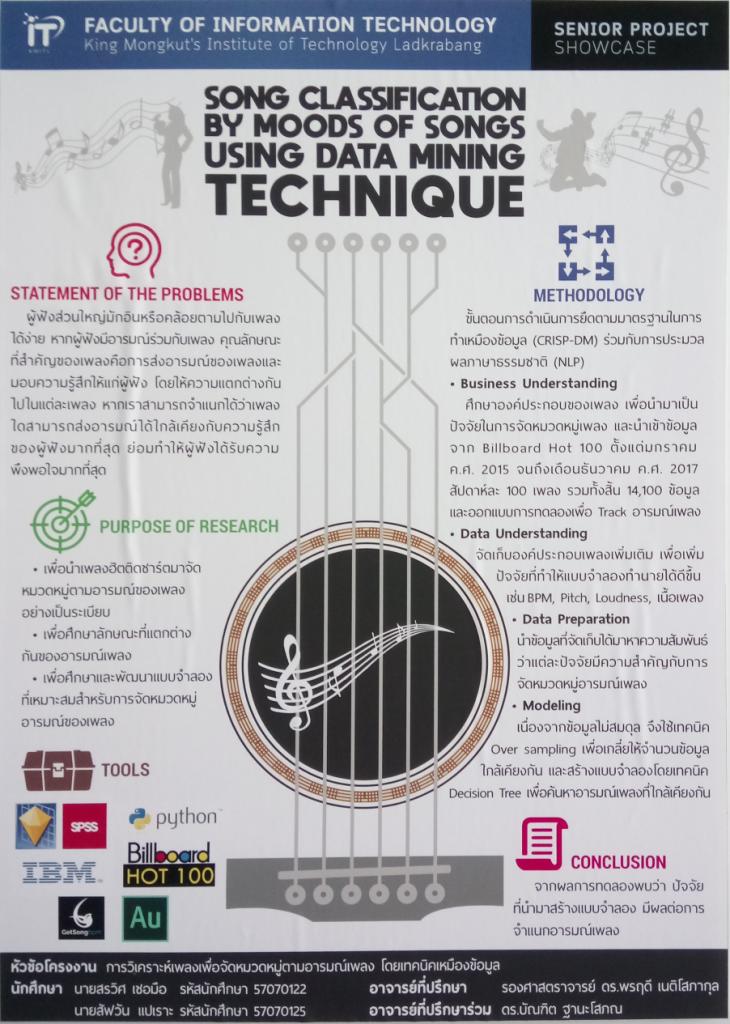 iT
KMITL
FACULTY OF INFORMATION TECHNOLOGY
King Mongkut's Institute of Technology Ladkrabang
SENIOR PROJECT
SHOWCASE
SONG CLASSIFICATION
BY MOODS OF SONGS
USING DATA MINING
TECHNIQUE
STATEMENT OF THE PROBLEMS
ผู้ฟังส่วนใหญ่มักอินหรือคล้อยตามไปกับเพลง
ได้ง่าย หากผู้ฟังมีอารมณ์ร่วมกับเพลง คุณลักษณะ
ที่สำคัญของเพลงคือการส่งอารมณ์ของเพลงและ
มอบความรู้สึกให้แก่ผู้ฟัง โดยให้ความแตกต่างกัน
ไปในแต่ละเพลง หากเราสามารถจำแนกได้ว่าเพลง
ใดสามารถส่งอารมณ์ได้ใกล้เคียงกับความรู้สึก
ของผู้ฟังมากที่สุด ย่อมทำให้ผู้ฟังได้รับความ
พึงพอใจมากที่สุด
PURPOSE OF RESEARCH
• เพื่อนำเพลงฮิตติดชาร์ตมาจัด
หมวดหมู่ตามอารมณ์ของเพลง
อย่างเป็นระเบียบ
• เพื่อศึกษาลักษณะที่แตกต่าง
กันของอารมณ์เพลง
• เพื่อศึกษาและพัฒนาแบบจำลอง
ที่เหมาะสมสำหรับการจัดหมวดหมู่
อารมณ์ของเพลง
TOOLS
SPSS
python
IBM
Billboard
HOT 100
GetSongbpm
Au
METHODOLOGY
ขั้นตอนการดำเนินการยึดตามมาตรฐานในการ
ทำเหมืองข้อมูล (CRISP-DM) ร่วมกับการประมวล
ผลภาษาธรรมชาติ (NLP)
• Business Understanding
ศึกษาองค์ประกอบของเพลง เพื่อนำมาเป็น
ปัจจัยในการจัดหมวดหมู่เพลง และนำเข้าข้อมูล
จาก Billboard Hot 100 ตั้งแต่มกราคม
ค.ศ. 2015 จนถึงเดือนธันวาคม ค.ศ. 2017
สัปดาห์ละ 100 เพลง รวมทั้งสิ้น 14,100 ข้อมูล
และออกแบบการทดลองเพื่อ Track อารมณ์เพลง
• Data Understanding
จัดเก็บองค์ประกอบเพลงเพิ่มเติม เพื่อเพิ่ม
ปัจจัยที่ทำให้แบบจำลองทำนายได้ดีขึ้น
เช่น BPM, Pitch, Loudness, เนื้อเพลง
• Data Preparation
นำข้อมูลที่จัดเก็บได้มาหาความสัมพันธ์
ว่าแต่ละปัจจัยมีความสำคัญกับการ
จัดหมวดหมู่อารมณ์เพลง
• Modeling
เนื่องจากข้อมูลไม่สมดุล จึงใช้เทคนิค
Over sampling เพื่อเกลี่ยให้จำนวนข้อมูล
ใกล้เคียงกัน และสร้างแบบจำลองโดยเทคนิค
Decision Tree เพื่อค้นหาอารมณ์เพลงที่ใกล้เคียงกัน
CONCLUSION
จากผลการทดลองพบว่า ปัจจัย
ที่นำมาสร้างแบบจำลอง มีผลต่อการ
จำแนกอารมณ์เพลง
หัวข้อโครงงาน การวิเคราะห์เพลงเพื่อจัดหมวดหมู่ตามอารมณ์เพลง โดยเทคนิคเหมืองข้อมูล
นักศึกษา นายสรวิศ เซอมือ รหัสนักศึกษา 57070122 อาจารย์ที่ปรึกษา รองศาสตราจารย์ ดร.พรฤดี เนติโสภากุล
นายสัฟวัน แปเราะ รหัสนักศึกษา 57070125 อาจารย์ที่ปรึกษาร่วม ดร.บัณฑิต ฐานะโสภณ